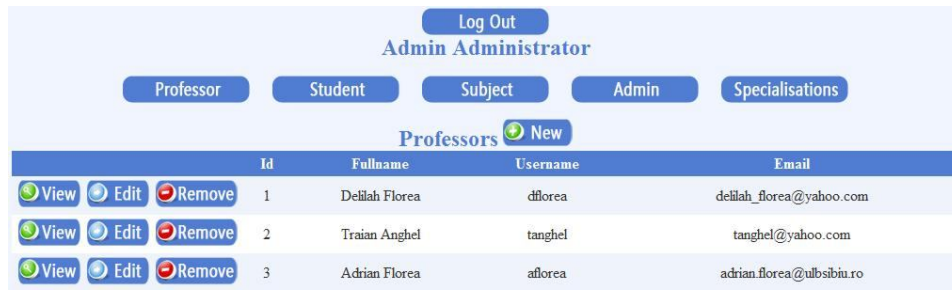 Log Out
Admin Administrator
Professor Student Subject Admin Specialisations
Professors New
Id Fullname Username Email
View Edit Remove 1 Delilah Florea dflorea delilah_florea@yahoo.com
View Edit Remove 2 Traian Anghel tanghel tanghel@yahoo.com
View Edit Remove 3 Adrian Florea aflorea adrian.florea@ulbsibiu.ro